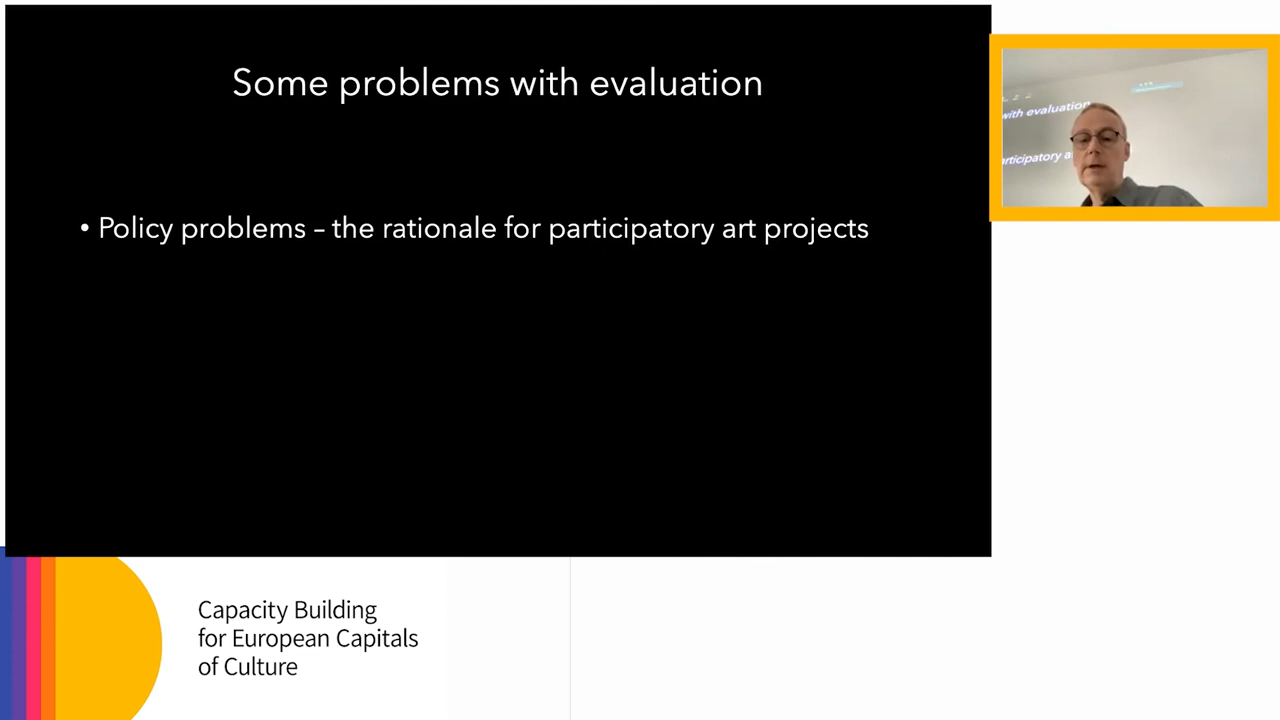 Some problems with evaluation
• Policy problems – the rationale for participatory art projects
with evaluation
articipatory a
Capacity Building
for European Capitals
of Culture